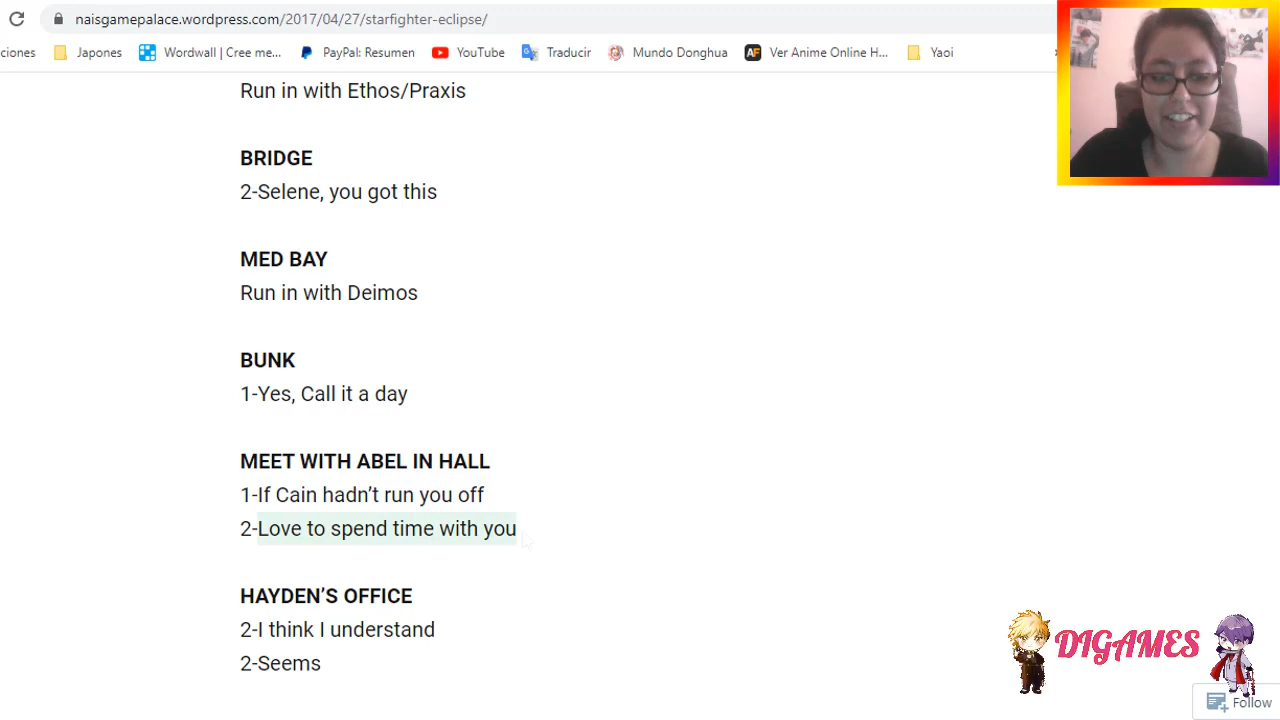 naisgamepalace.wordpress.com/2017/04/27/starfighter-eclipse/
ciones Japones Wordwall | Cree me... PayPal: Resumen YouTube Traducir Mundo Donghua Ver Anime Online H... Yaoi
Run in with Ethos/Praxis
BRIDGE
2-Selene, you got this
MED BAY
Run in with Deimos
BUNK
1-Yes, Call it a day
MEET WITH ABEL IN HALL
1-If Cain hadn’t run you off
2-Love to spend time with you
HAYDEN’S OFFICE
2-I think I understand
2-Seems
DIGAMES
Follow